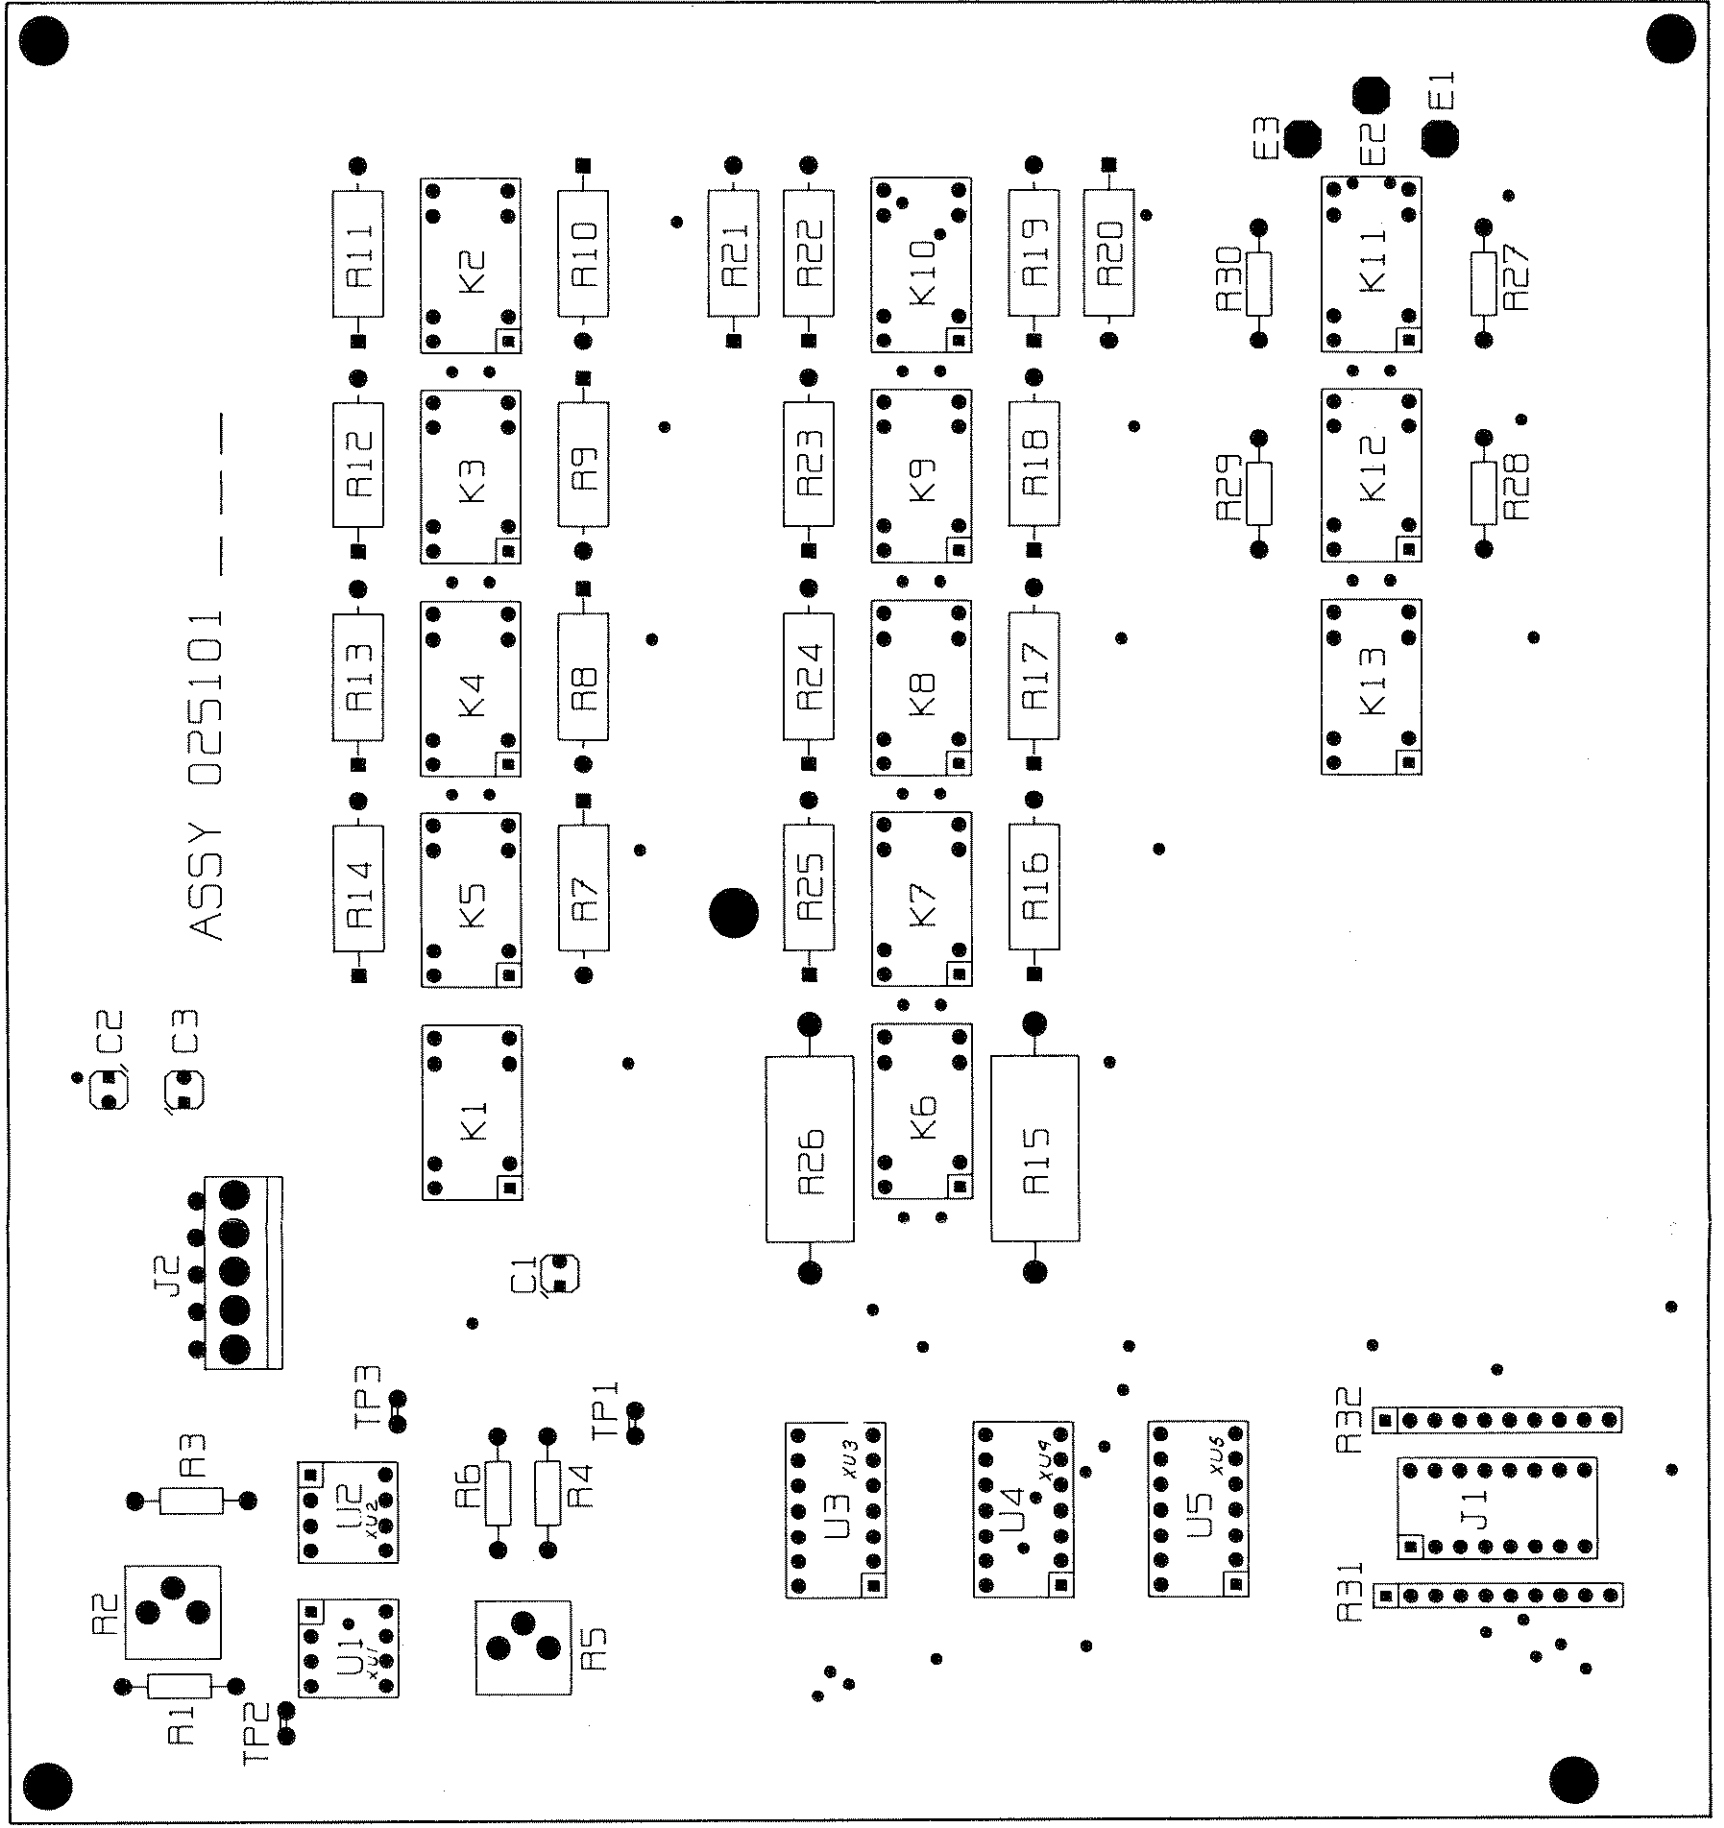 ASSY 025101 _ _ _ _
C2
C3
J2
R3
R2
R1
TP2
R11
R12
R13
R14
K2
K3
K4
K5
K1
TP3
U2
XU2
U1
XU1
R10
R9
R8
R7
C1
TP1
R6
R4
R5
R21
R22
R23
R24
R25
R26
K10
K9
K8
K7
K6
R19
R18
R17
R16
R15
R20
U3
XU3
U4
XU4
U5
XU5
E3
E2
E1
R30
R29
K11
K12
K13
R27
R28
R32
J1
R31